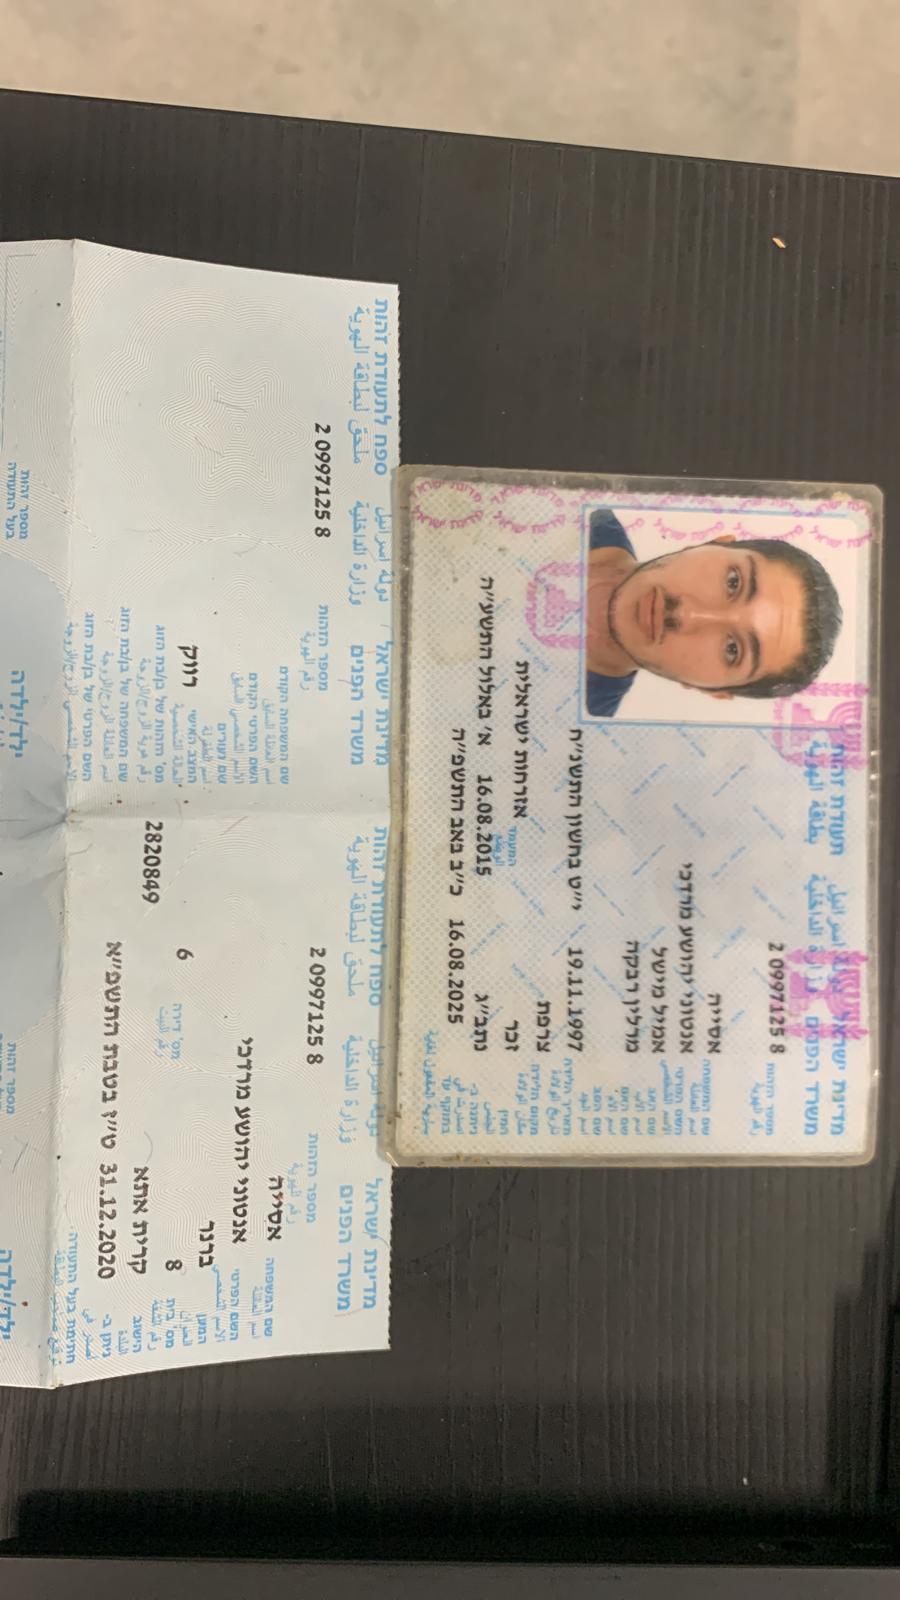 מדינת ישראל دولة اسرائيل תעודת זהות
משרד הפנים وزارة الداخلية بطاقة الهوية
מספר הזהות 2 0997125 8
رقم الهوية
שם המשפחה אסייה
اسم العائلة
השם הפרטי אנטוני יהושע מרדכי
الاسم الشخصي
שם האב אמיל מישל
اسم الاب
שם האם מרלין רבקה
اسم الام
שם הסב
اسم الجد
תאריך הלידה 19.11.1997 י״ט בחשון התשנ״ח
تاريخ الولادة
מקום הלידה צרפת
مكان الولادة
המין זכר המעמד אזרחות ישראלית
الجنس الوضع
ניתנה ב- נתב״ג 16.08.2015 א׳ באלול התשע״ה
اصدرت في
בתוקף עד 16.08.2025 כ״ב באב התשפ״ה
سارية المفعول لغاية
מדינת ישראל دولة اسرائيل ספח לתעודת זהות
משרד הפנים وزارة الداخلية ملحق لبطاقة الهوية
מספר הזהות 2 0997125 8
رقم الهوية
שם המשפחה אסייה
اسم العائلة
השם הפרטי אנטוני יהושע מרדכי
الاسم الشخصي
המען ברנר
العنوان
מס׳ בית 8 מס׳ דירה 6
رقم الشقة رقم البيت
הישוב קרית אתא 2820849
البلدة
ניתן ב- 31.12.2020 ט״ז בטבת התשפ״א
اصدر في
חתימת בעל התעודה
توقيع صاحب البطاقة
ילד/ילדה מספר זהות
מדינת ישראל دولة اسرائيل ספח לתעודת זהות
משרד הפנים وزارة الداخلية ملحق لبطاقة الهوية
מספר הזהות 2 0997125 8
رقم الهوية
שם המשפחה הקודם
اسم العائلة السابق
השם הפרטי הקודם
الاسم الشخصي السابق
שם נעורים
اسم الطفولة
המצב האישי רווק
الحالة الشخصية
מס׳ הזהות של בן/בת הזוג
رقم هوية الزوج/الزوجة
שם המשפחה של בן/בת הזוג
اسم العائلة الزوج/الزوجة
השם הפרטי של בן/בת הזוג
الاسم الشخصي الزوج/الزوجة
ילד/ילדה מספר זהות
בעל התעודה